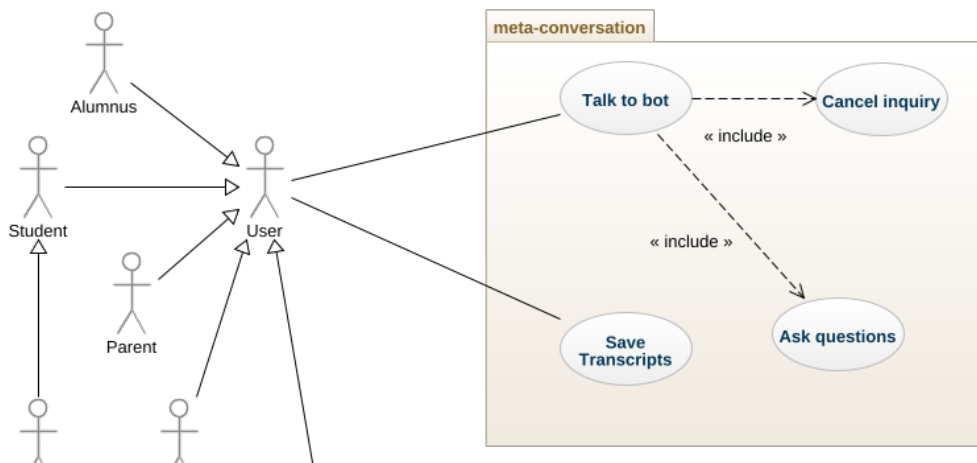 meta-conversation
Alumnus
Talk to bot
Cancel inquiry
« include »
Student
User
« include »
Parent
Save
Transcripts
Ask questions